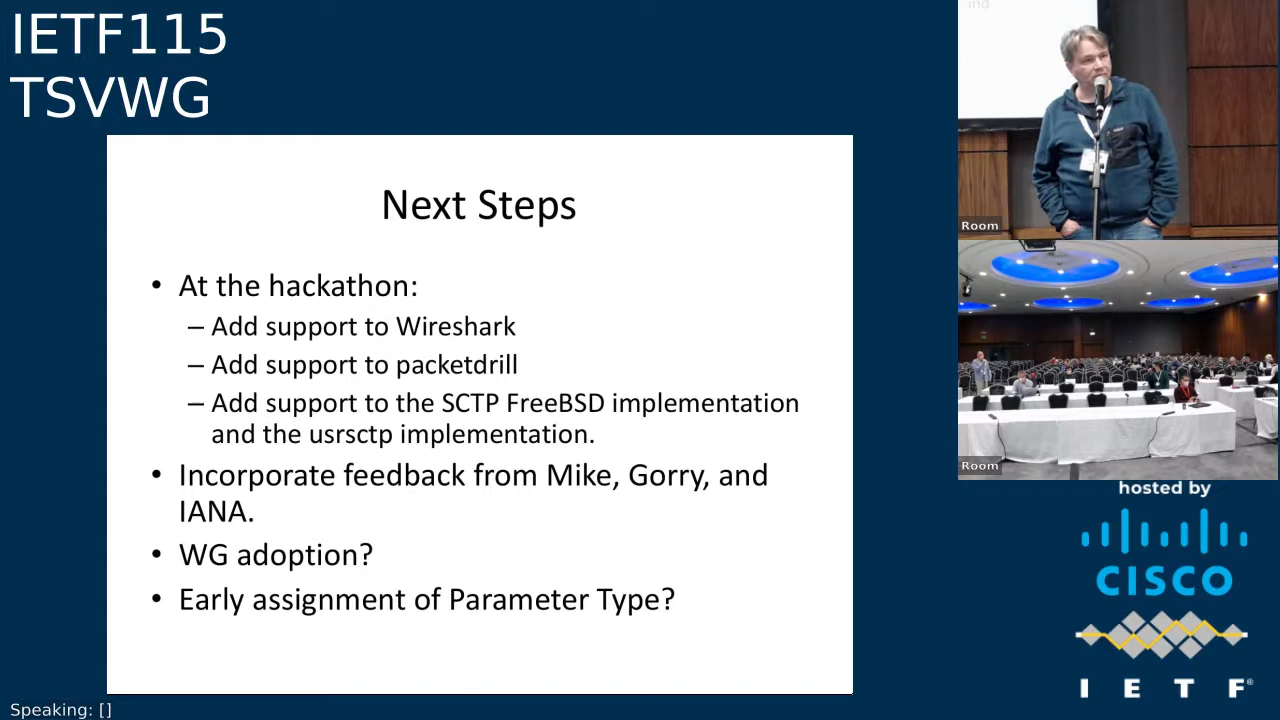 IETF115
TSVWG
ind
Room
Next Steps
• At the hackathon:
– Add support to Wireshark
– Add support to packetdrill
– Add support to the SCTP FreeBSD implementation
and the usrsctp implementation.
• Incorporate feedback from Mike, Gorry, and
IANA.
• WG adoption?
• Early assignment of Parameter Type?
Room
hosted by
CISCO
I E T F®
Speaking: []